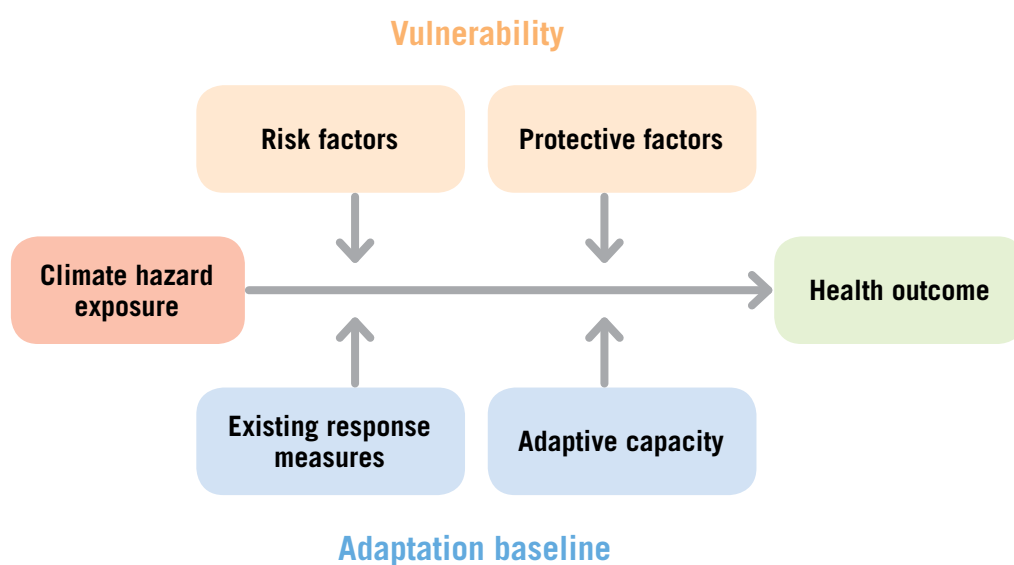 Vulnerability
Risk factors
Protective factors
Climate hazard
exposure
Health outcome
Existing response
measures
Adaptive capacity
Adaptation baseline